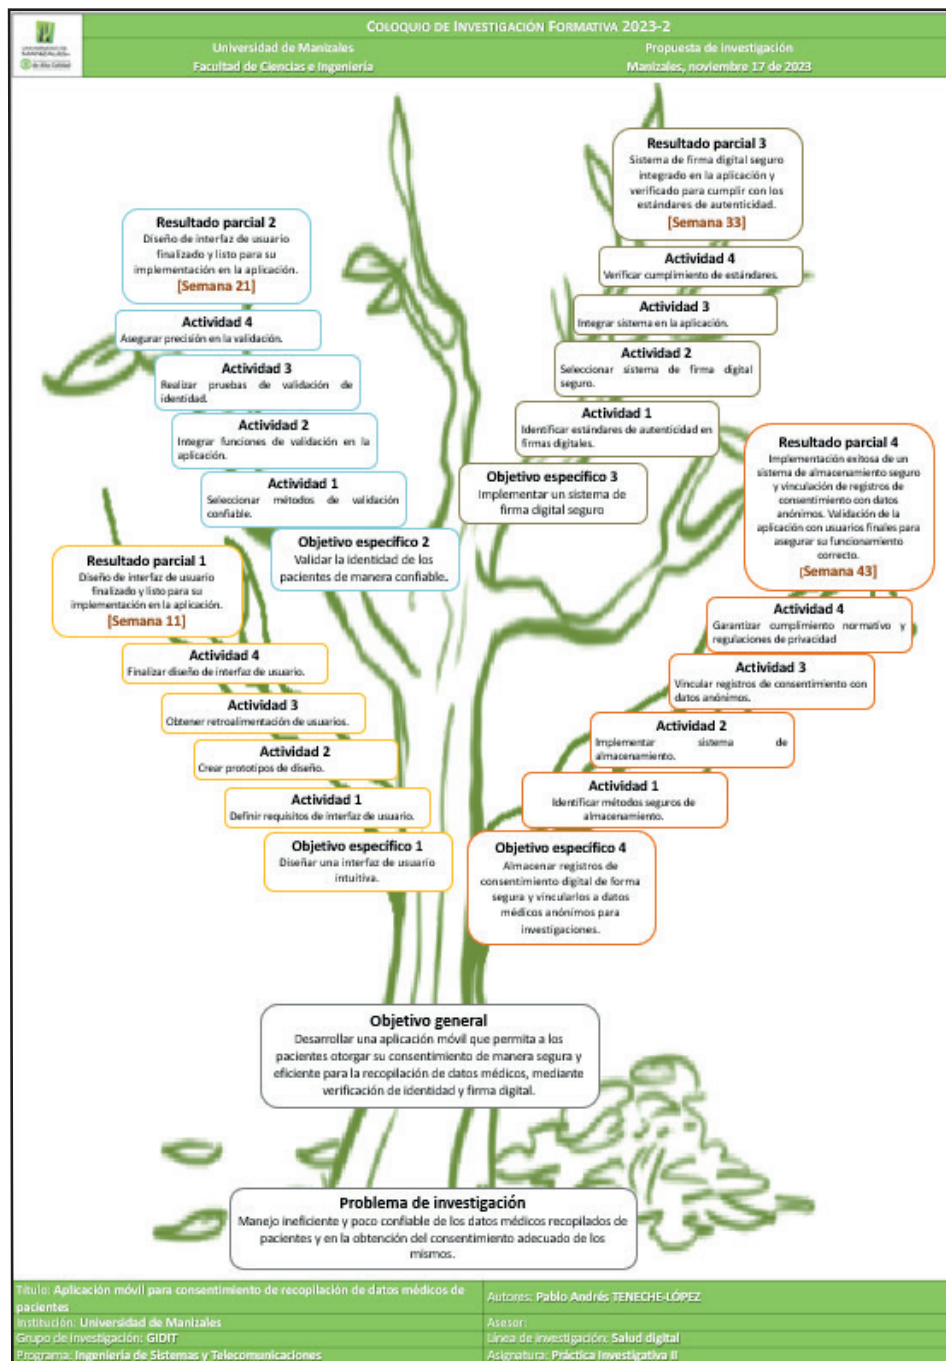 COLOQUIO DE INVESTIGACIÓN FORMATIVA 2023-2
UNIVERSIDAD DE
MANIZALES
de Alta Calidad
Universidad de Manizales
Facultad de Ciencias e Ingeniería
Propuesta de investigación
Manizales, noviembre 17 de 2023
Resultado parcial 3
Sistema de firma digital seguro
integrado en la aplicación y
verificado para cumplir con los
estándares de autenticidad.
[Semana 33]
Actividad 4
Verificar cumplimiento de estándares.
Actividad 3
Integrar sistema en la aplicación.
Actividad 2
Seleccionar sistema de firma digital
seguro.
Actividad 1
Identificar estándares de autenticidad en
firmas digitales.
Objetivo específico 3
Implementar un sistema de
firma digital seguro
Resultado parcial 2
Diseño de interfaz de usuario
finalizado y listo para su
implementación en la aplicación.
[Semana 21]
Actividad 4
Asegurar precisión en la validación.
Actividad 3
Realizar pruebas de validación de
identidad.
Actividad 2
Integrar funciones de validación en la
aplicación.
Actividad 1
Seleccionar métodos de validación
confiable.
Objetivo específico 2
Validar la identidad de los
pacientes de manera confiable.
Resultado parcial 4
Implementación exitosa de un
sistema de almacenamiento seguro
y vinculación de registros de
consentimiento con datos
anónimos. Validación de la
aplicación con usuarios finales para
asegurar su funcionamiento
correcto.
[Semana 43]
Actividad 4
Garantizar cumplimiento normativo y
regulaciones de privacidad
Actividad 3
Vincular registros de consentimiento con
datos anónimos.
Actividad 2
Implementar sistema de
almacenamiento.
Actividad 1
Identificar métodos seguros de
almacenamiento.
Objetivo específico 4
Almacenar registros de
consentimiento digital de forma
segura y vincularlos a datos
médicos anónimos para
investigaciones.
Resultado parcial 1
Diseño de interfaz de usuario
finalizado y listo para su
implementación en la aplicación.
[Semana 11]
Actividad 4
Finalizar diseño de interfaz de usuario.
Actividad 3
Obtener retroalimentación de usuarios.
Actividad 2
Crear prototipos de diseño.
Actividad 1
Definir requisitos de interfaz de usuario.
Objetivo específico 1
Diseñar una interfaz de usuario
intuitiva.
Objetivo general
Desarrollar una aplicación móvil que permita a los
pacientes otorgar su consentimiento de manera segura y
eficiente para la recopilación de datos médicos, mediante
verificación de identidad y firma digital.
Problema de investigación
Manejo ineficiente y poco confiable de los datos médicos recopilados de
pacientes y en la obtención del consentimiento adecuado de los
mismos.
Título: Aplicación móvil para consentimiento de recopilación de datos médicos de
pacientes
Autores: Pablo Andrés TENECHE-LÓPEZ
Institución: Universidad de Manizales
Asesor:
Grupo de investigación: GIDIT
Línea de investigación: Salud digital
Programa: Ingeniería de Sistemas y Telecomunicaciones
Asignatura: Práctica Investigativa II